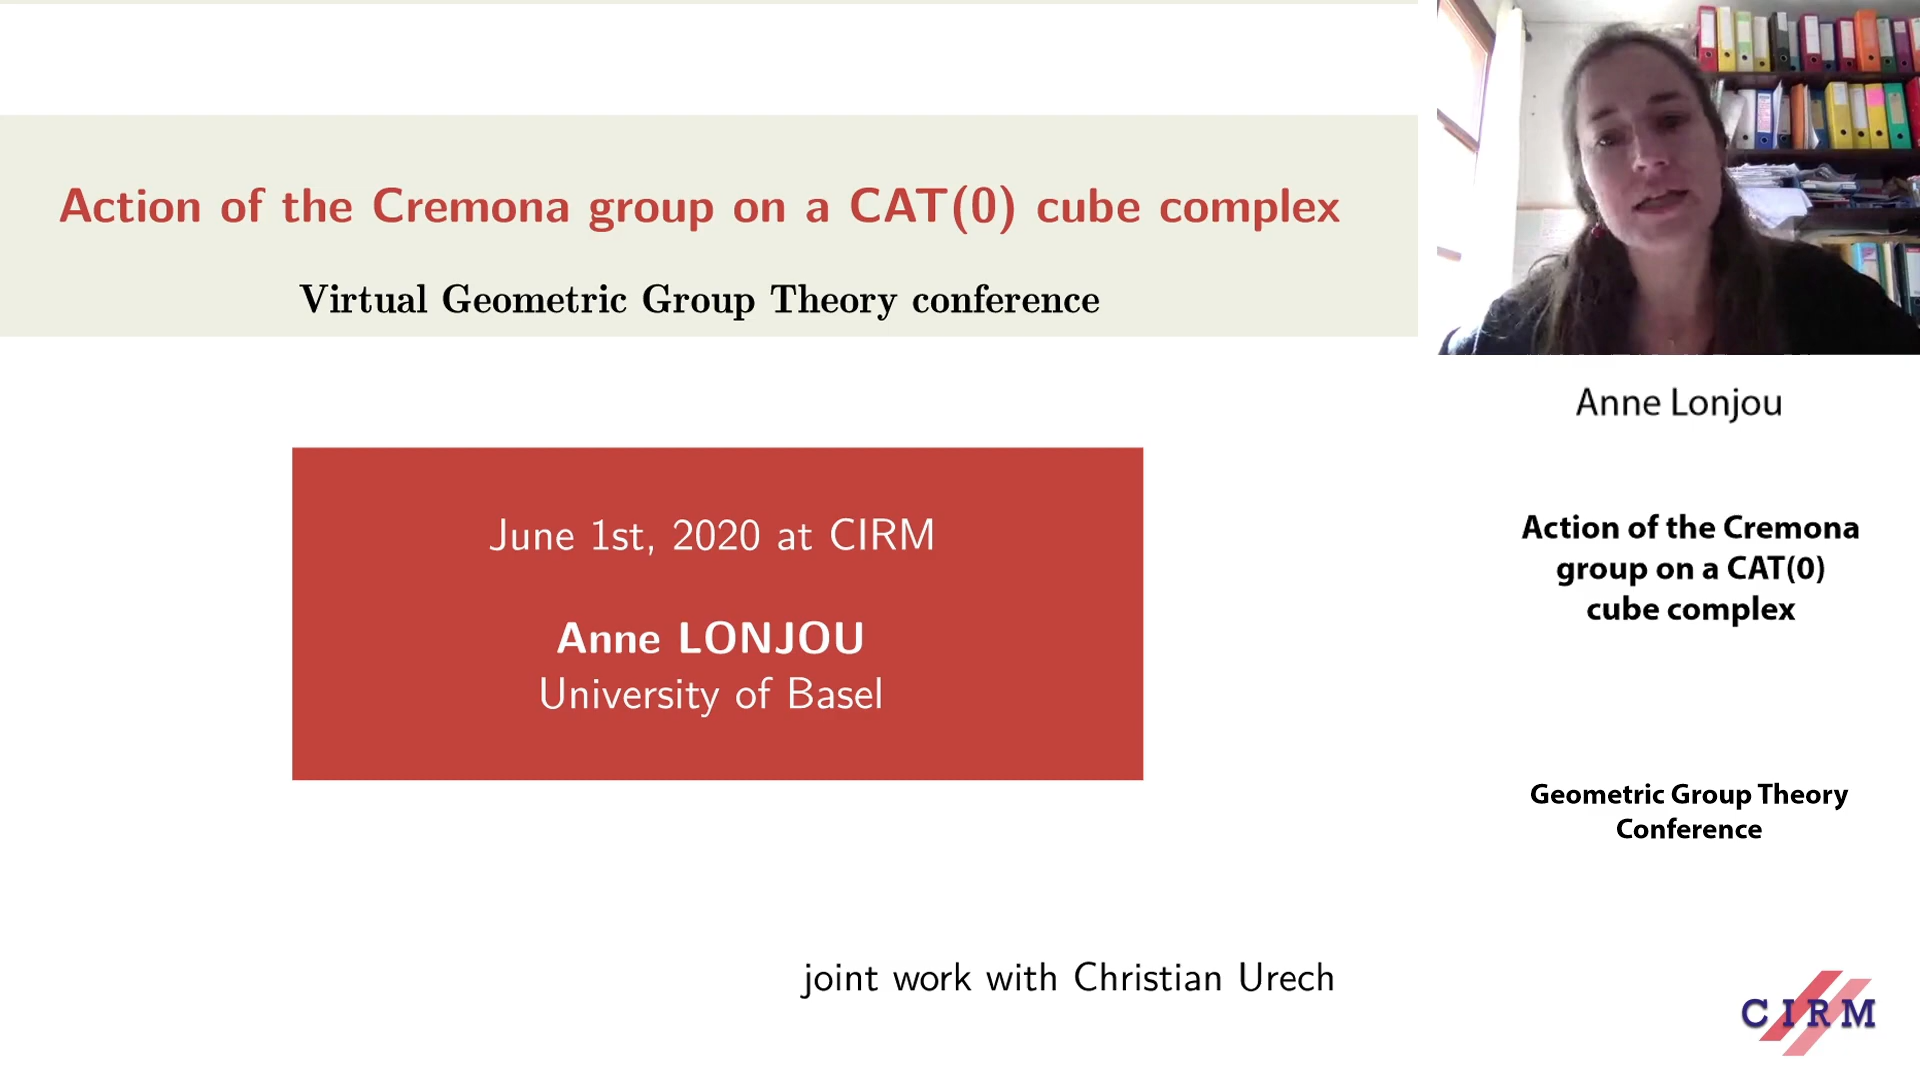 Action of the Cremona group on a CAT(0) cube complex
Virtual Geometric Group Theory conference
June 1st, 2020 at CIRM
Anne LONJOU
University of Basel
joint work with Christian Urech
Anne Lonjou
Action of the Cremona
group on a CAT(0)
cube complex
Geometric Group Theory
Conference
CIRM